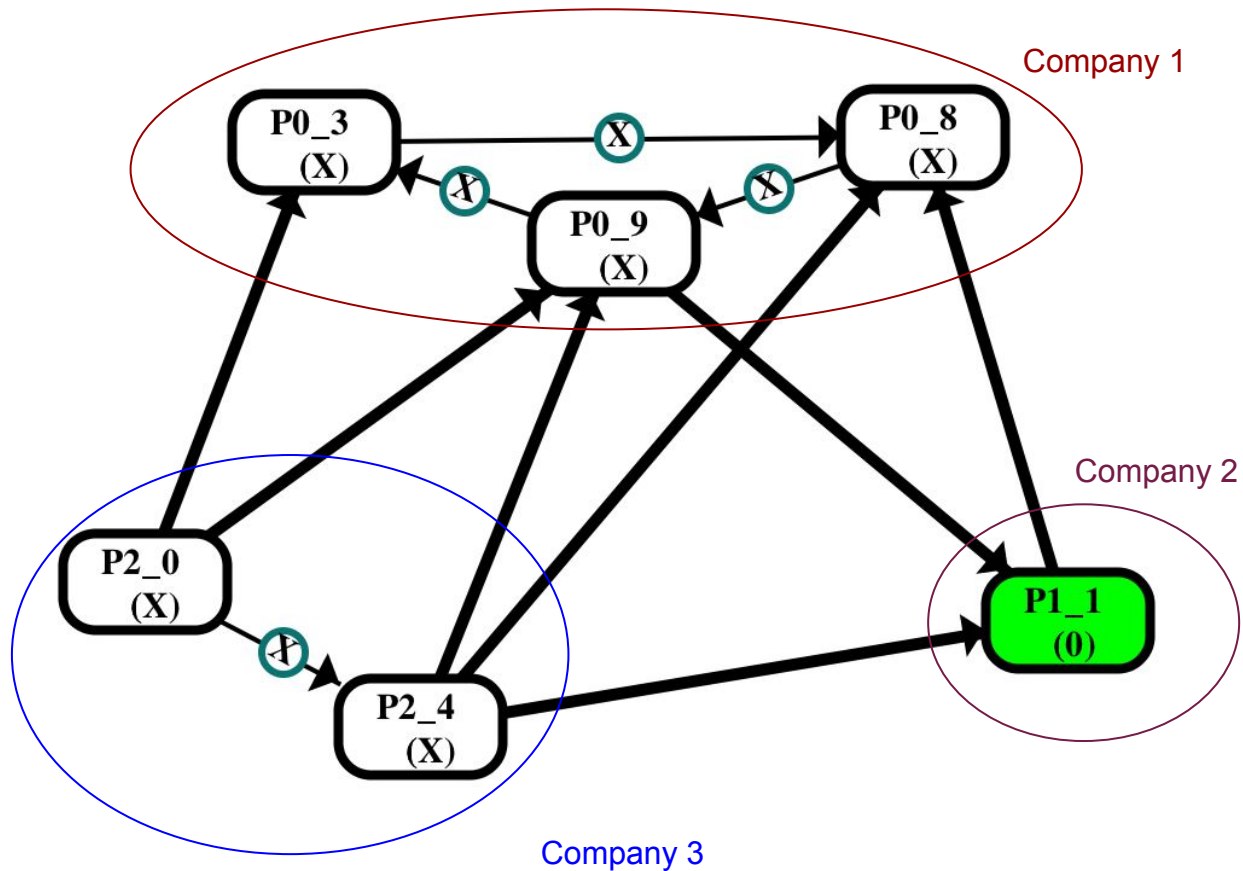 Company 1
P0_3
(X)
X
P0_8
(X)
X
X
P0_9
(X)
Company 2
P2_0
(X)
P1_1
(0)
X
P2_4
(X)
Company 3